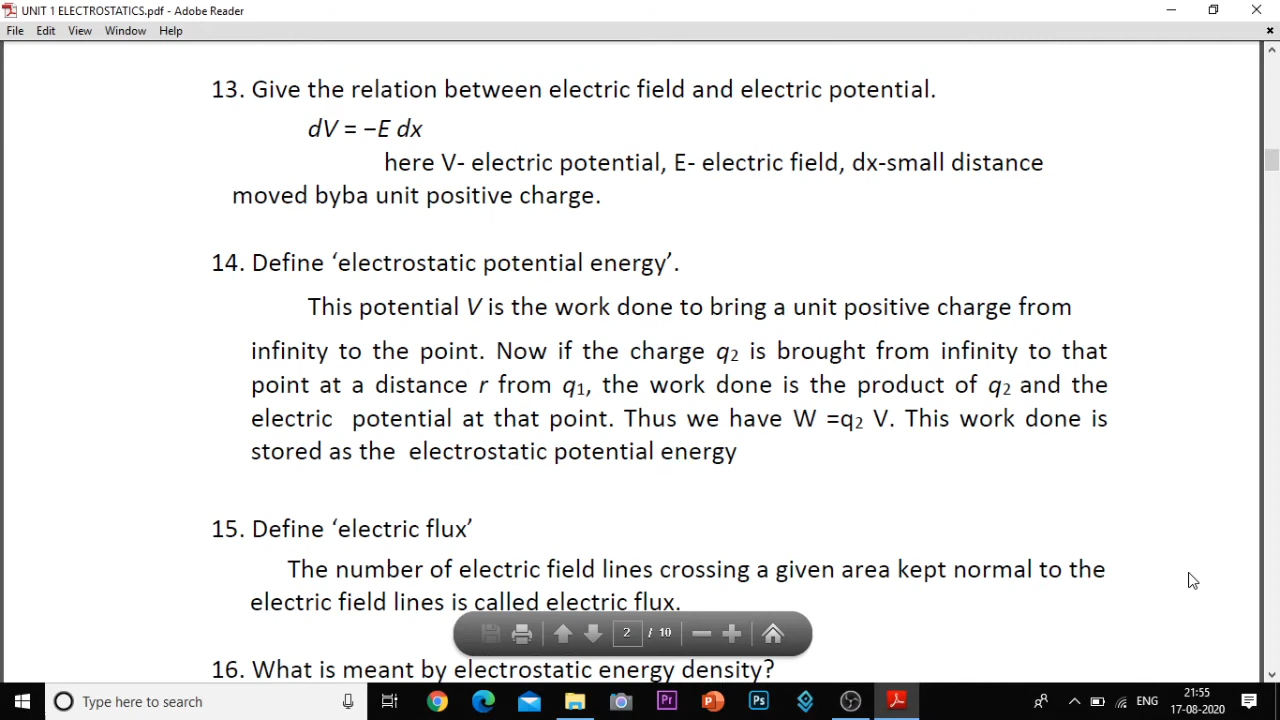 UNIT 1 ELECTROSTATICS.pdf - Adobe Reader
File Edit View Window Help
13. Give the relation between electric field and electric potential.
dV = −E dx
here V- electric potential, E- electric field, dx-small distance
moved byba unit positive charge.
14. Define ‘electrostatic potential energy’.
This potential V is the work done to bring a unit positive charge from
infinity to the point. Now if the charge q2 is brought from infinity to that
point at a distance r from q1, the work done is the product of q2 and the
electric potential at that point. Thus we have W =q2 V. This work done is
stored as the electrostatic potential energy
15. Define ‘electric flux’
The number of electric field lines crossing a given area kept normal to the
electric field lines is called electric flux.
2 / 10
16. What is meant by electrostatic energy density?
Type here to search
Pr
P
Ps
ENG
21:55
17-08-2020